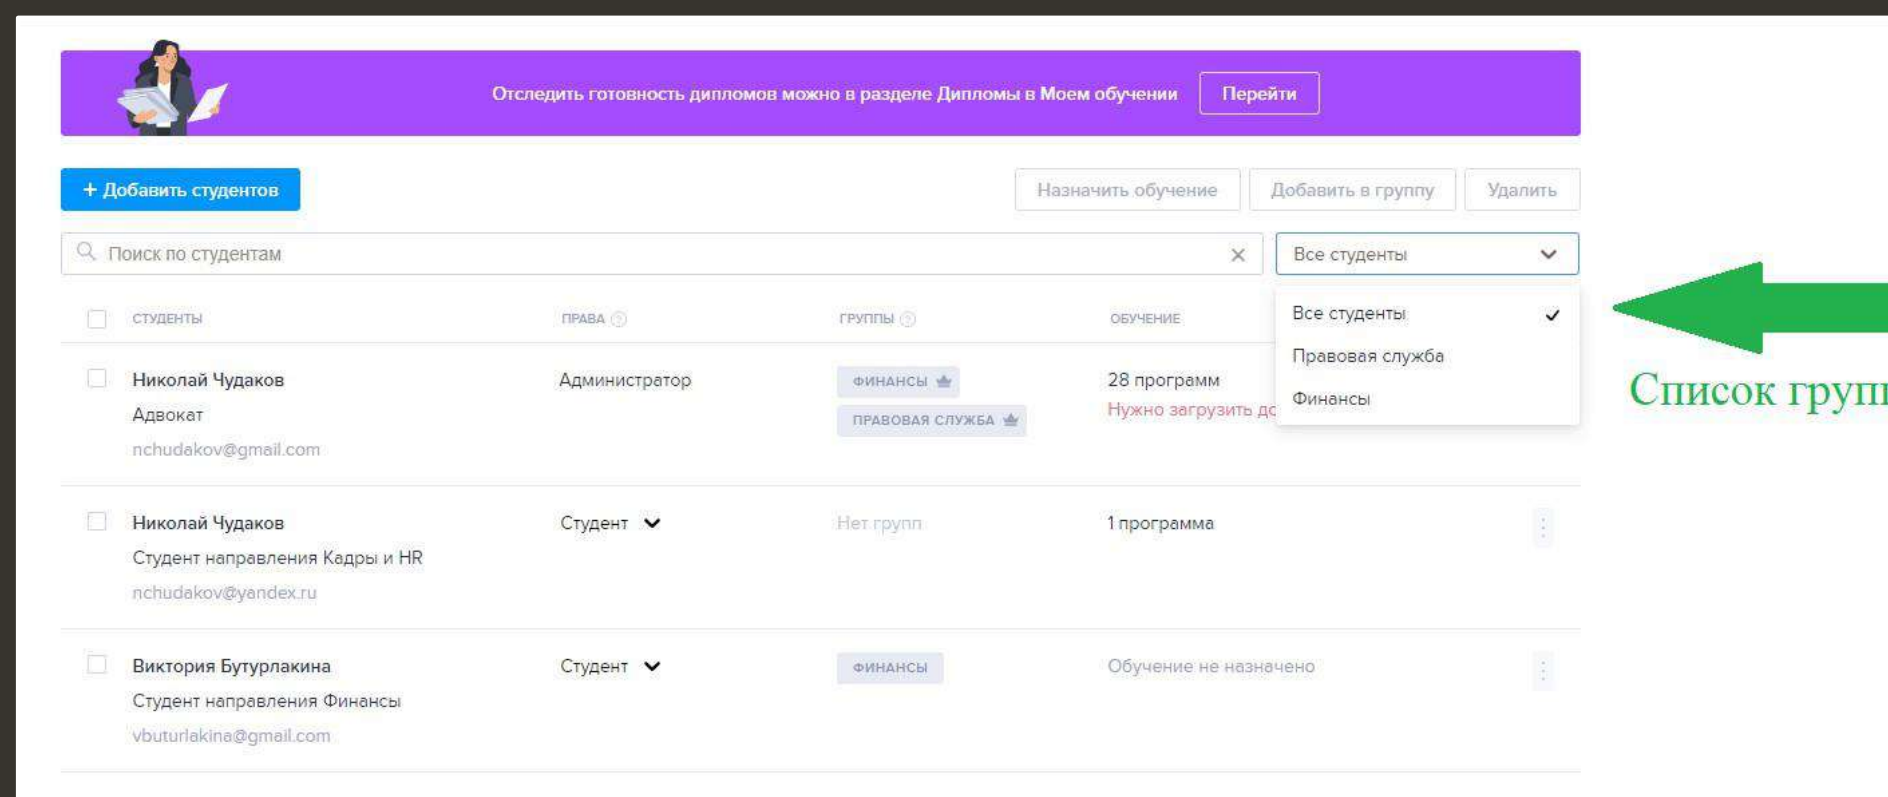 Отследить готовность дипломов можно в разделе Дипломы в Моем обучении
Перейти
+ Добавить студентов
Назначить обучение
Добавить в группу
Удалить
Поиск по студентам
Все студенты
СТУДЕНТЫ
ПРАВА
ГРУППЫ
ОБУЧЕНИЕ
Все студенты
Правовая служба
Финансы
Список
Николай Чудаков
Адвокат
nchudakov@gmail.com
Администратор
ФИНАНСЫ
ПРАВОВАЯ СЛУЖБА
28 программ
Нужно загрузить
Николай Чудаков
Студент направления Кадры и HR
nchudakov@yandex.ru
Студент
Нет групп
1 программа
Виктория Бутурлакина
Студент направления Финансы
vbuturlakina@gmail.com
Студент
ФИНАНСЫ
Обучение не назначено